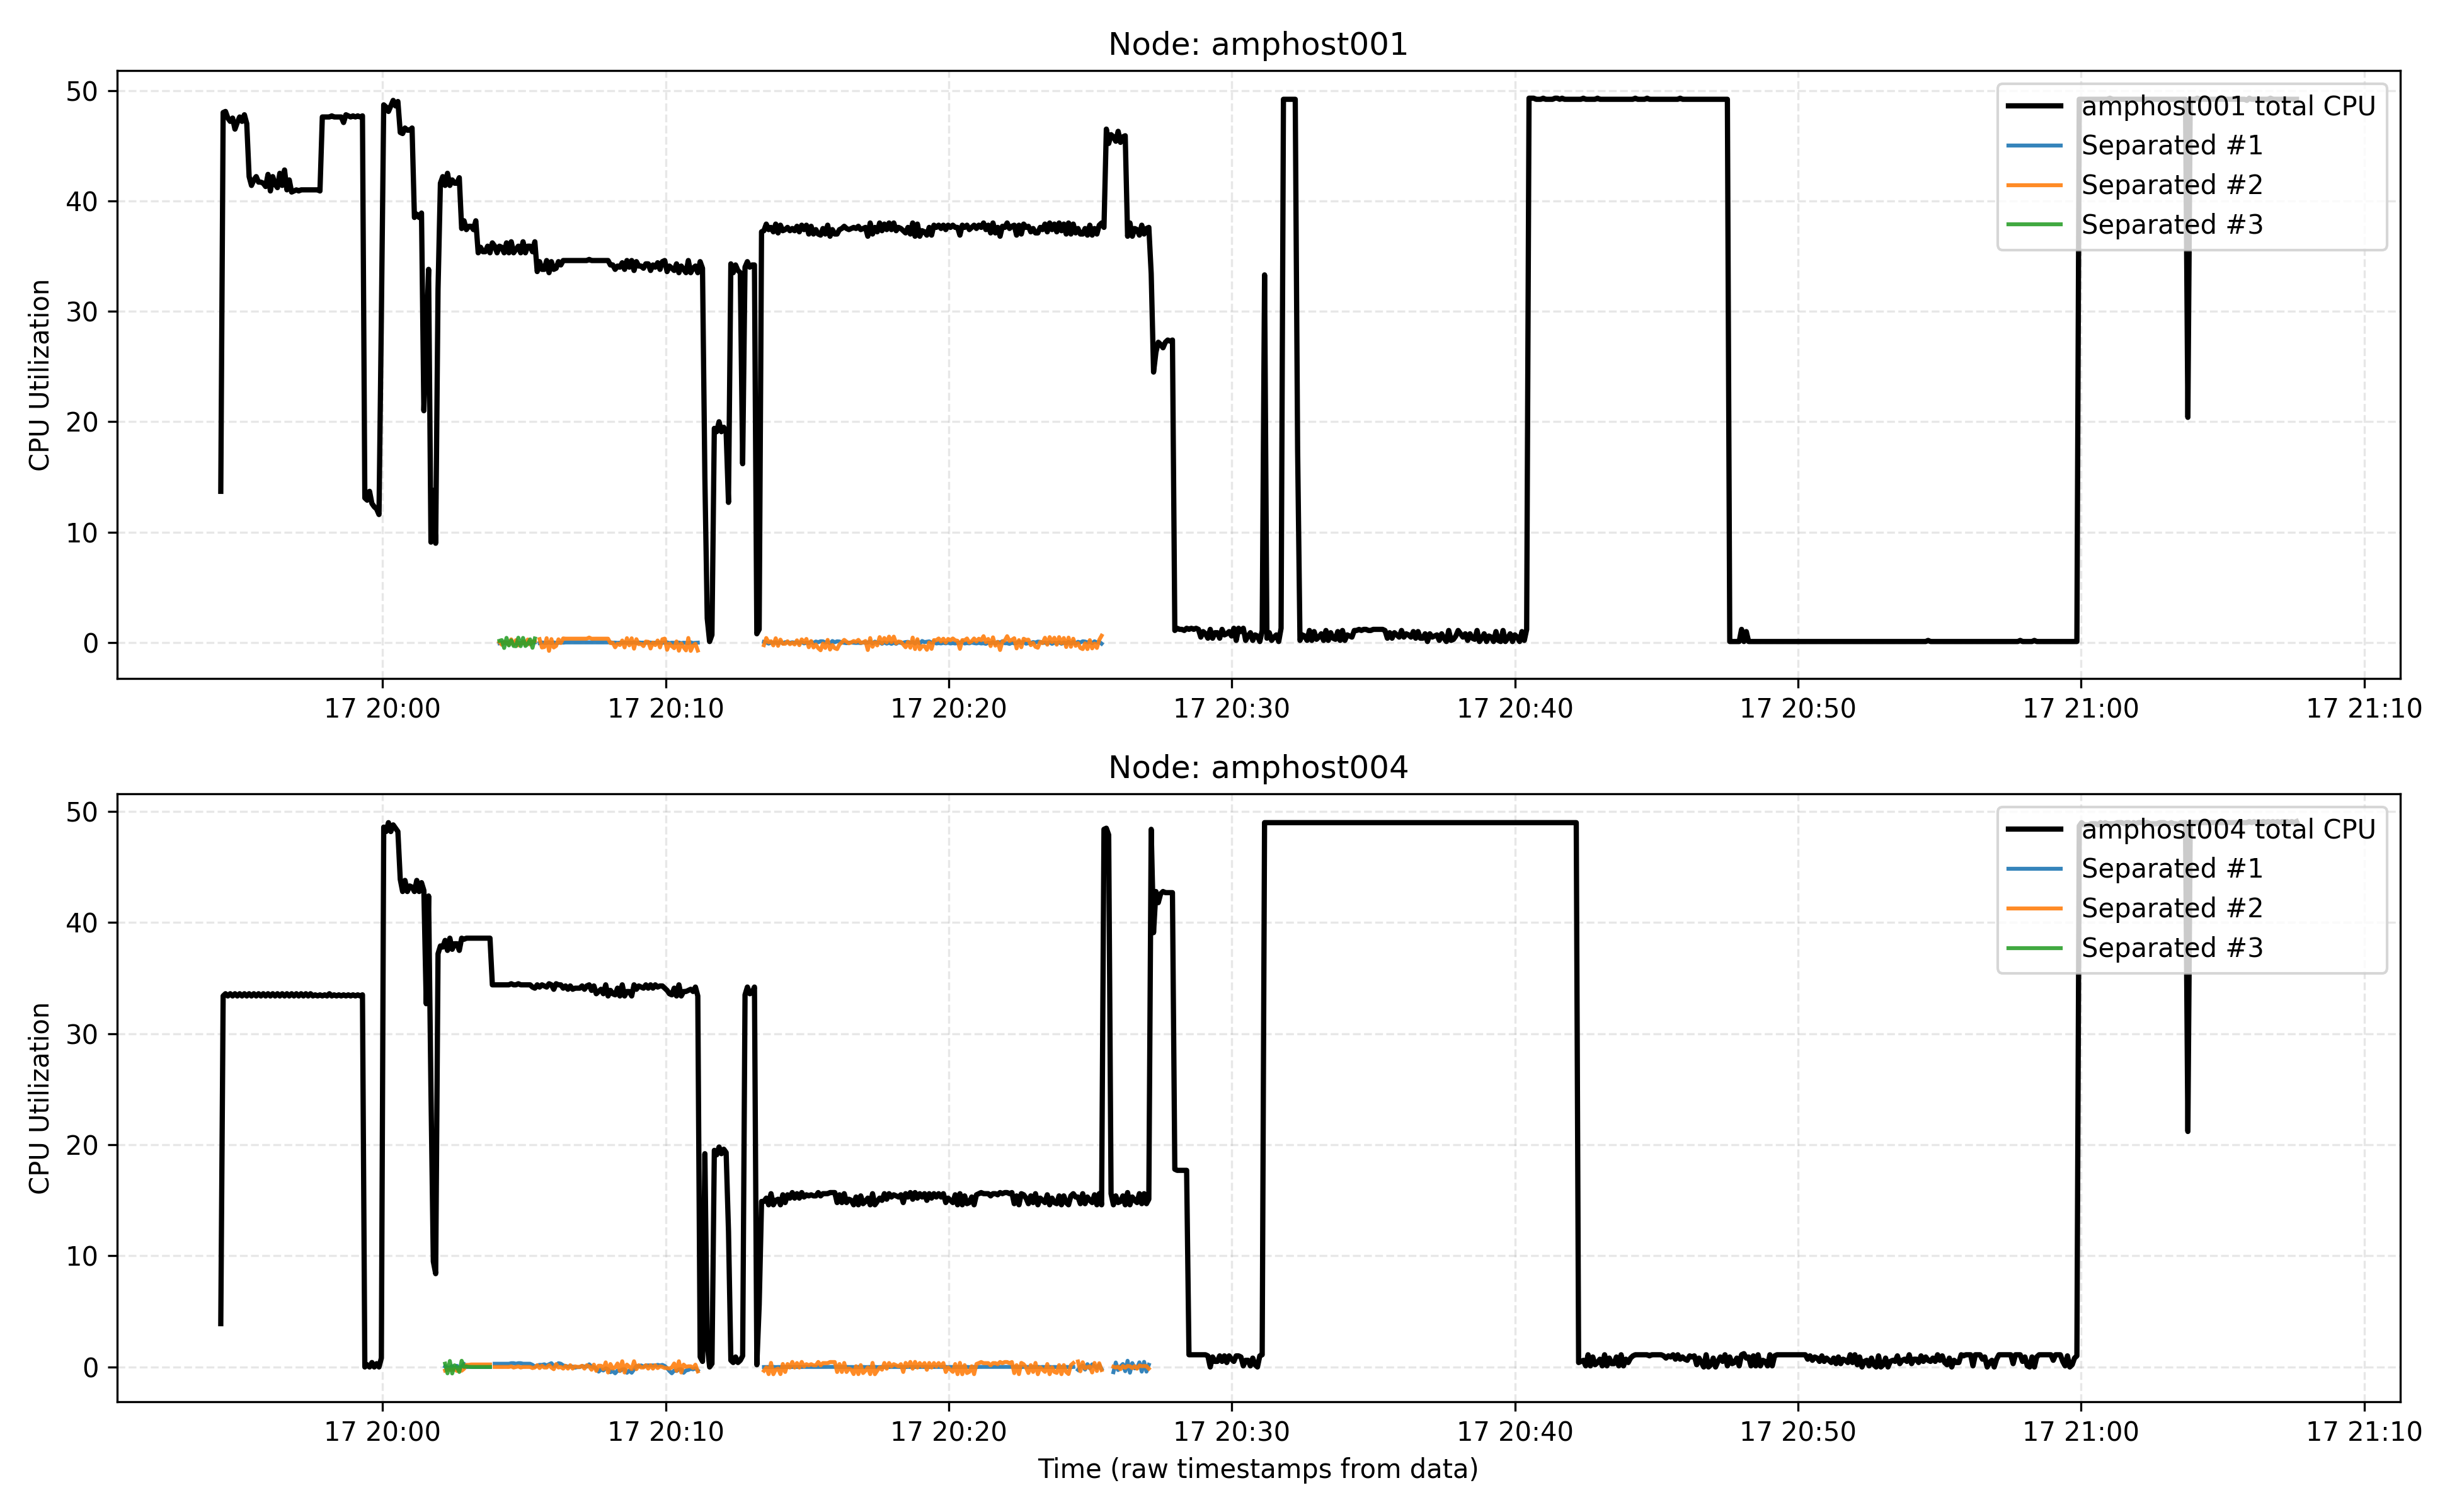 Node: amphost001
50
40
30
20
10
0
CPU Utilization
amphost001 total CPU
Separated #1
Separated #2
Separated #3
17 20:00
17 20:10
17 20:20
17 20:30
17 20:40
17 20:50
17 21:00
17 21:10
Node: amphost004
50
40
30
20
10
0
CPU Utilization
amphost004 total CPU
Separated #1
Separated #2
Separated #3
17 20:00
17 20:10
17 20:20
17 20:30
17 20:40
17 20:50
17 21:00
17 21:10
Time (raw timestamps from data)